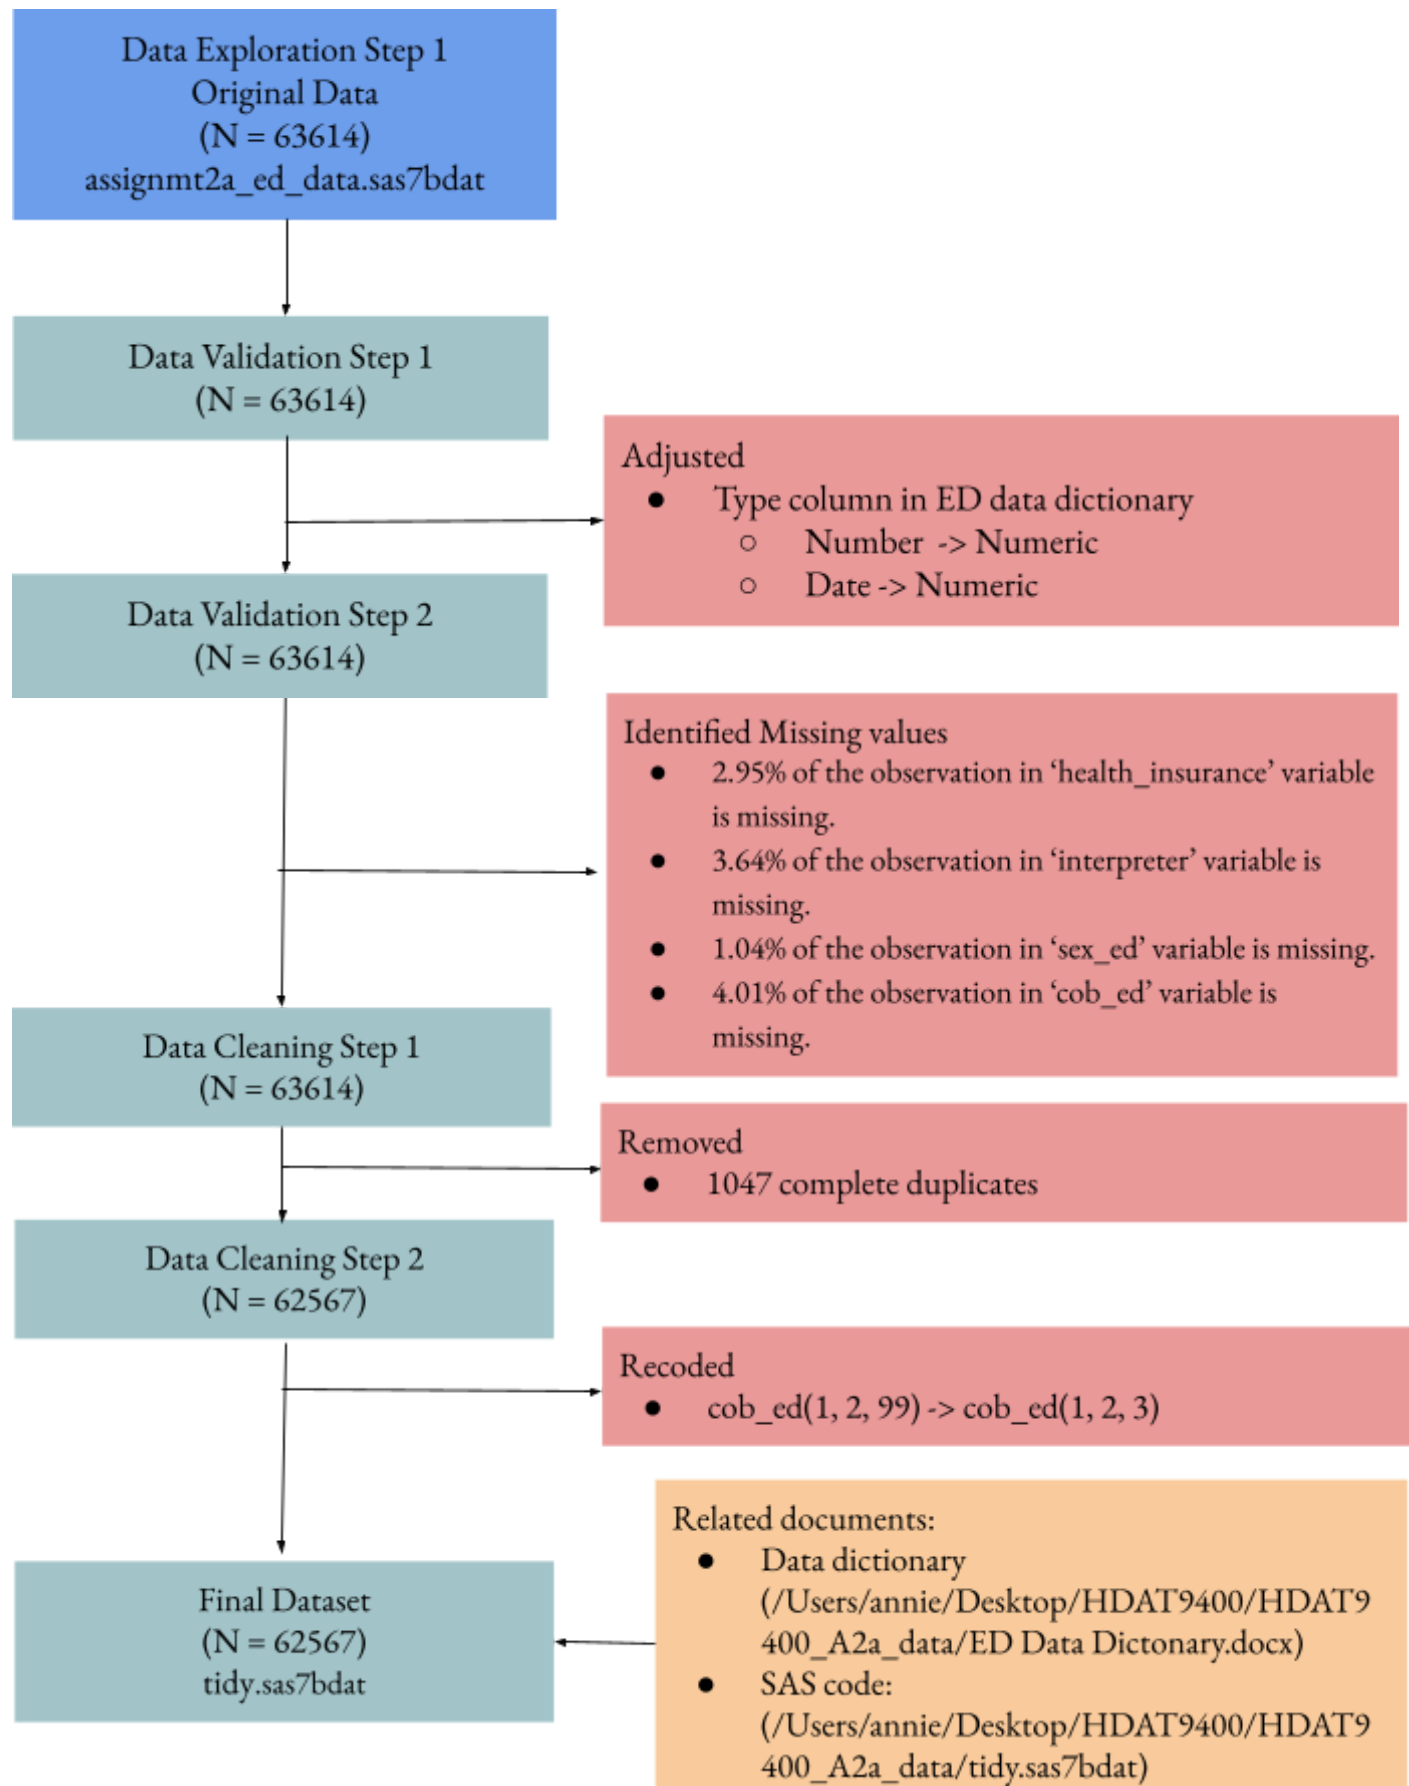 Data Exploration Step 1
Original Data
(N = 63614)
assignmt2a_ed_data.sas7bdat
Data Validation Step 1
(N = 63614)
Adjusted
● Type column in ED data dictionary
○ Number -> Numeric
○ Date -> Numeric
Data Validation Step 2
(N = 63614)
Identified Missing values
● 2.95% of the observation in ‘health_insurance’ variable
is missing.
● 3.64% of the observation in ‘interpreter’ variable is
missing.
● 1.04% of the observation in ‘sex_ed’ variable is missing.
● 4.01% of the observation in ‘cob_ed’ variable is
missing.
Data Cleaning Step 1
(N = 63614)
Removed
● 1047 complete duplicates
Data Cleaning Step 2
(N = 62567)
Recoded
● cob_ed(1, 2, 99) -> cob_ed(1, 2, 3)
Final Dataset
(N = 62567)
tidy.sas7bdat
Related documents:
● Data dictionary
(/Users/annie/Desktop/HDAT9400/HDAT9
400_A2a_data/ED Data Dictonary.docx)
● SAS code:
(/Users/annie/Desktop/HDAT9400/HDAT9
400_A2a_data/tidy.sas7bdat)